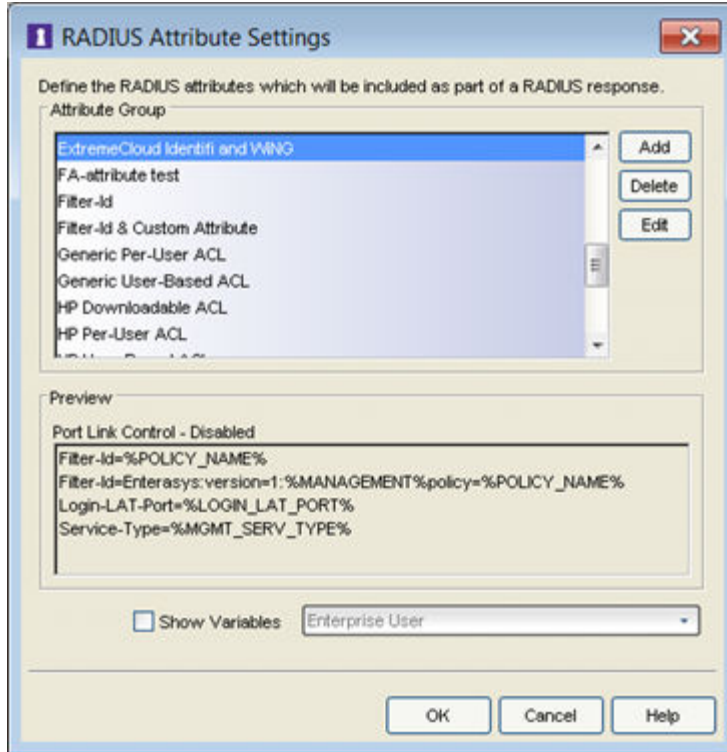 RADIUS Attribute Settings
Define the RADIUS attributes which will be included as part of a RADIUS response.
Attribute Group
ExtremeCloud Identifi and WiNG
Add
FA-attribute test
Delete
Filter-Id
Filter-Id & Custom Attribute
Edit
Generic Per-User ACL
Generic User-Based ACL
HP Downloadable ACL
HP Per-User ACL
Preview
Port Link Control - Disabled
Filter-Id=%POLICY_NAME%
Filter-Id=Enterasys:version=1:%MANAGEMENT%policy=%POLICY_NAME%
Login-LAT-Port=%LOGIN_LAT_PORT%
Service-Type=%MGMT_SERV_TYPE%
Show Variables Enterprise User
OK Cancel Help